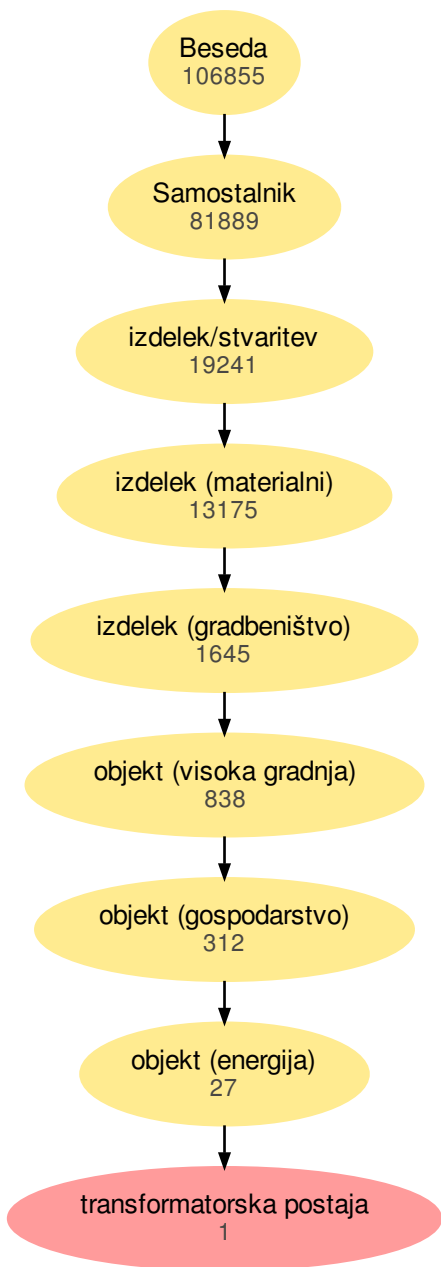 Beseda
106855
Samostalnik
81889
izdelek/stvaritev
19241
izdelek (materialni)
13175
izdelek (gradbeništvo)
1645
objekt (visoka gradnja)
838
objekt (gospodarstvo)
312
objekt (energija)
27
transformatorska postaja
1